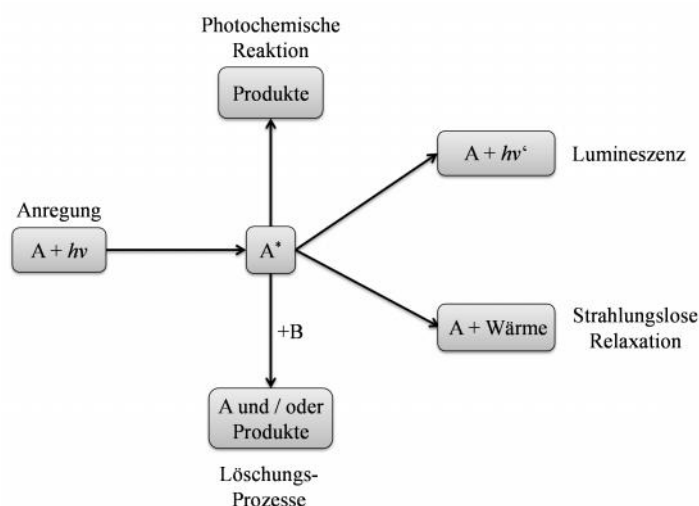 Photochemische
Reaktion
Produkte
A + hν‘
Lumineszenz
Anregung
A + hν
A*
A + Wärme
Strahlungslose
Relaxation
+B
A und / oder
Produkte
Löschungs-
Prozesse